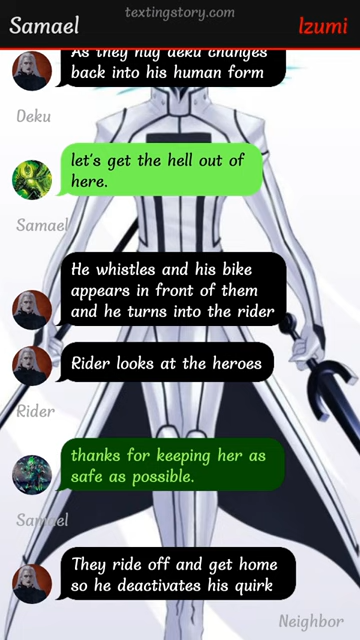 textingstory.com
Samael
Izumi
As they hug deku changes
back into his human form
Deku
let's get the hell out of
here.
Samael
He whistles and his bike
appears in front of them
and he turns into the rider
Rider looks at the heroes
Rider
thanks for keeping her as
safe as possible.
Samael
They ride off and get home
so he deactivates his quirk
Neighbor